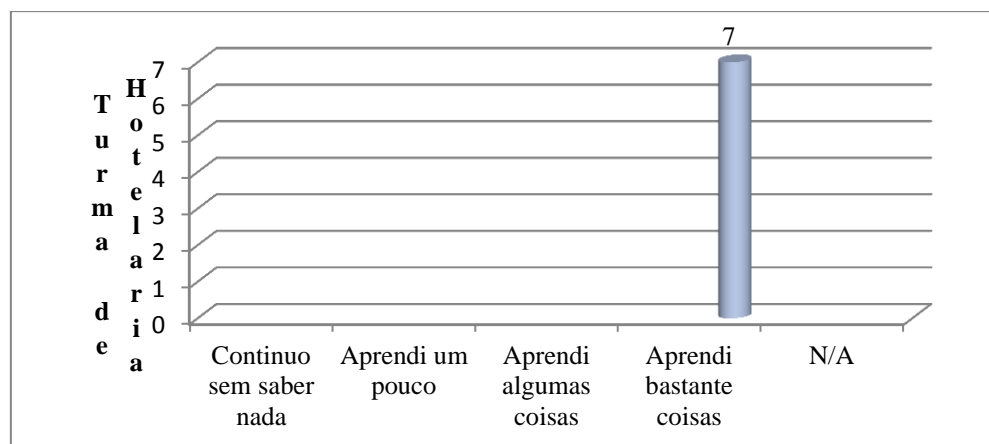 Turma de
Hotelaria
7
7
6
5
4
3
2
1
0
Continuo
sem saber
nada
Aprendi um
pouco
Aprendi
algumas
coisas
Aprendi
bastante
coisas
N/A